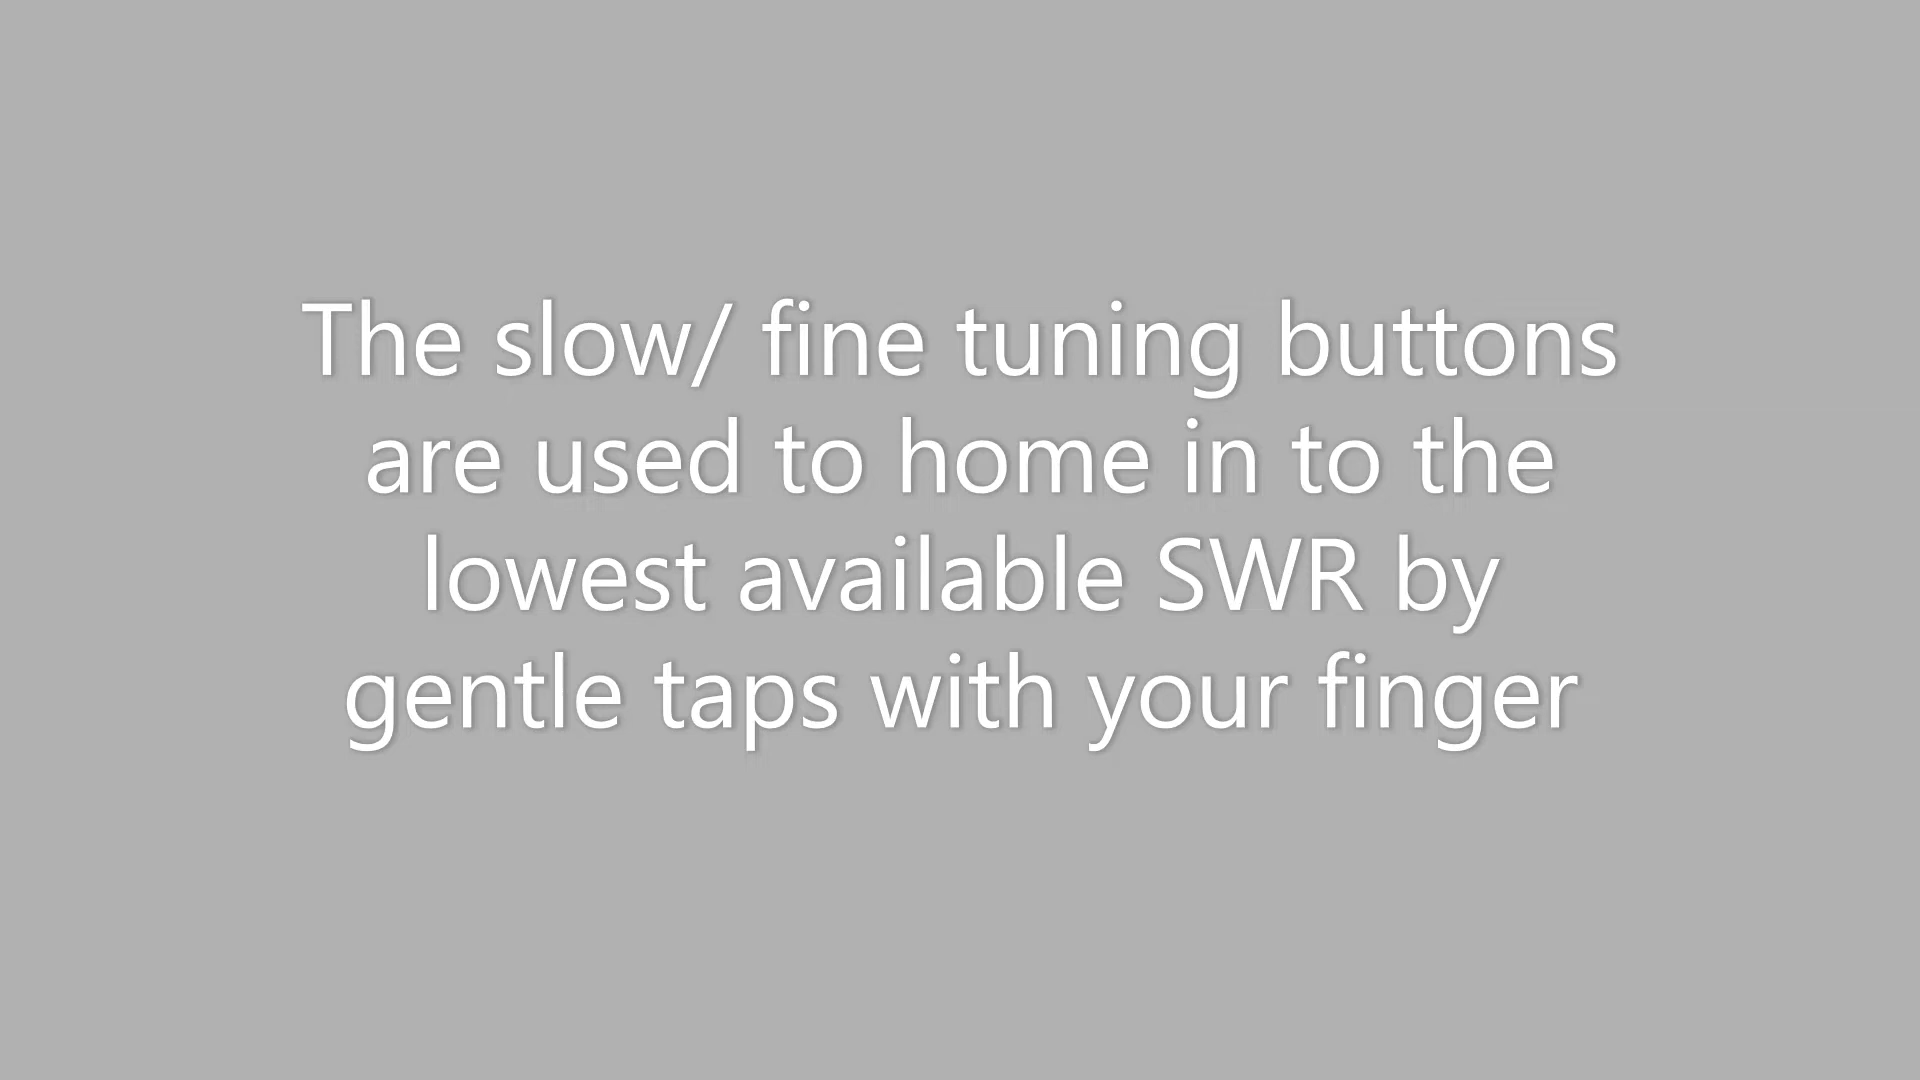 The slow/ fine tuning buttons
are used to home in to the
lowest available SWR by
gentle taps with your finger